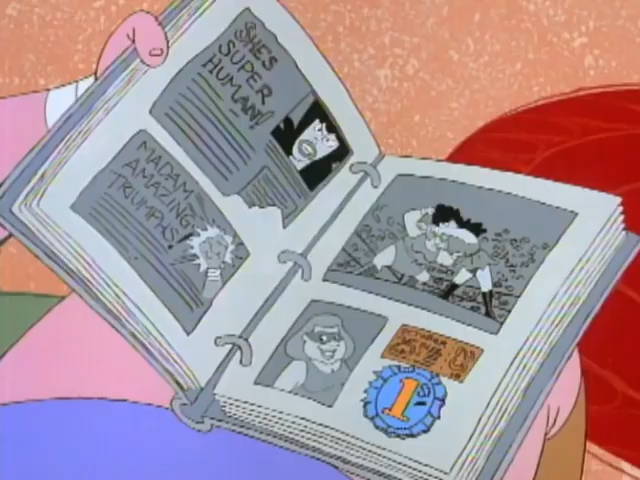 SHE'S
SUPER
HUMAN!
MADAM
AMAZING
TRIUMPHS!
1st